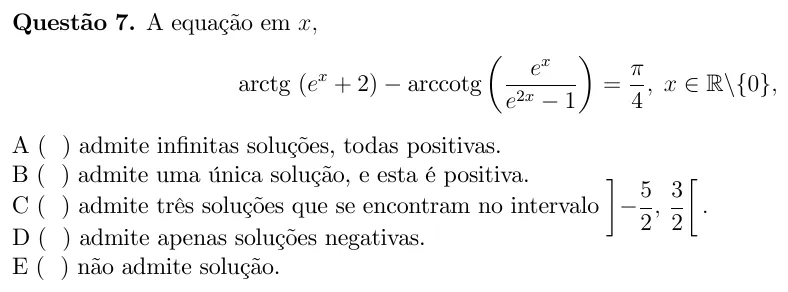 Questão 7. A equação em x,
arctg (e^x + 2) − arccotg (e^x / (e^{2x} − 1)) = π/4, x ∈ ℝ\{0},
A ( ) admite infinitas soluções, todas positivas.
B ( ) admite uma única solução, e esta é positiva.
C ( ) admite três soluções que se encontram no intervalo ]−5/2, 3/2[.
D ( ) admite apenas soluções negativas.
E ( ) não admite solução.